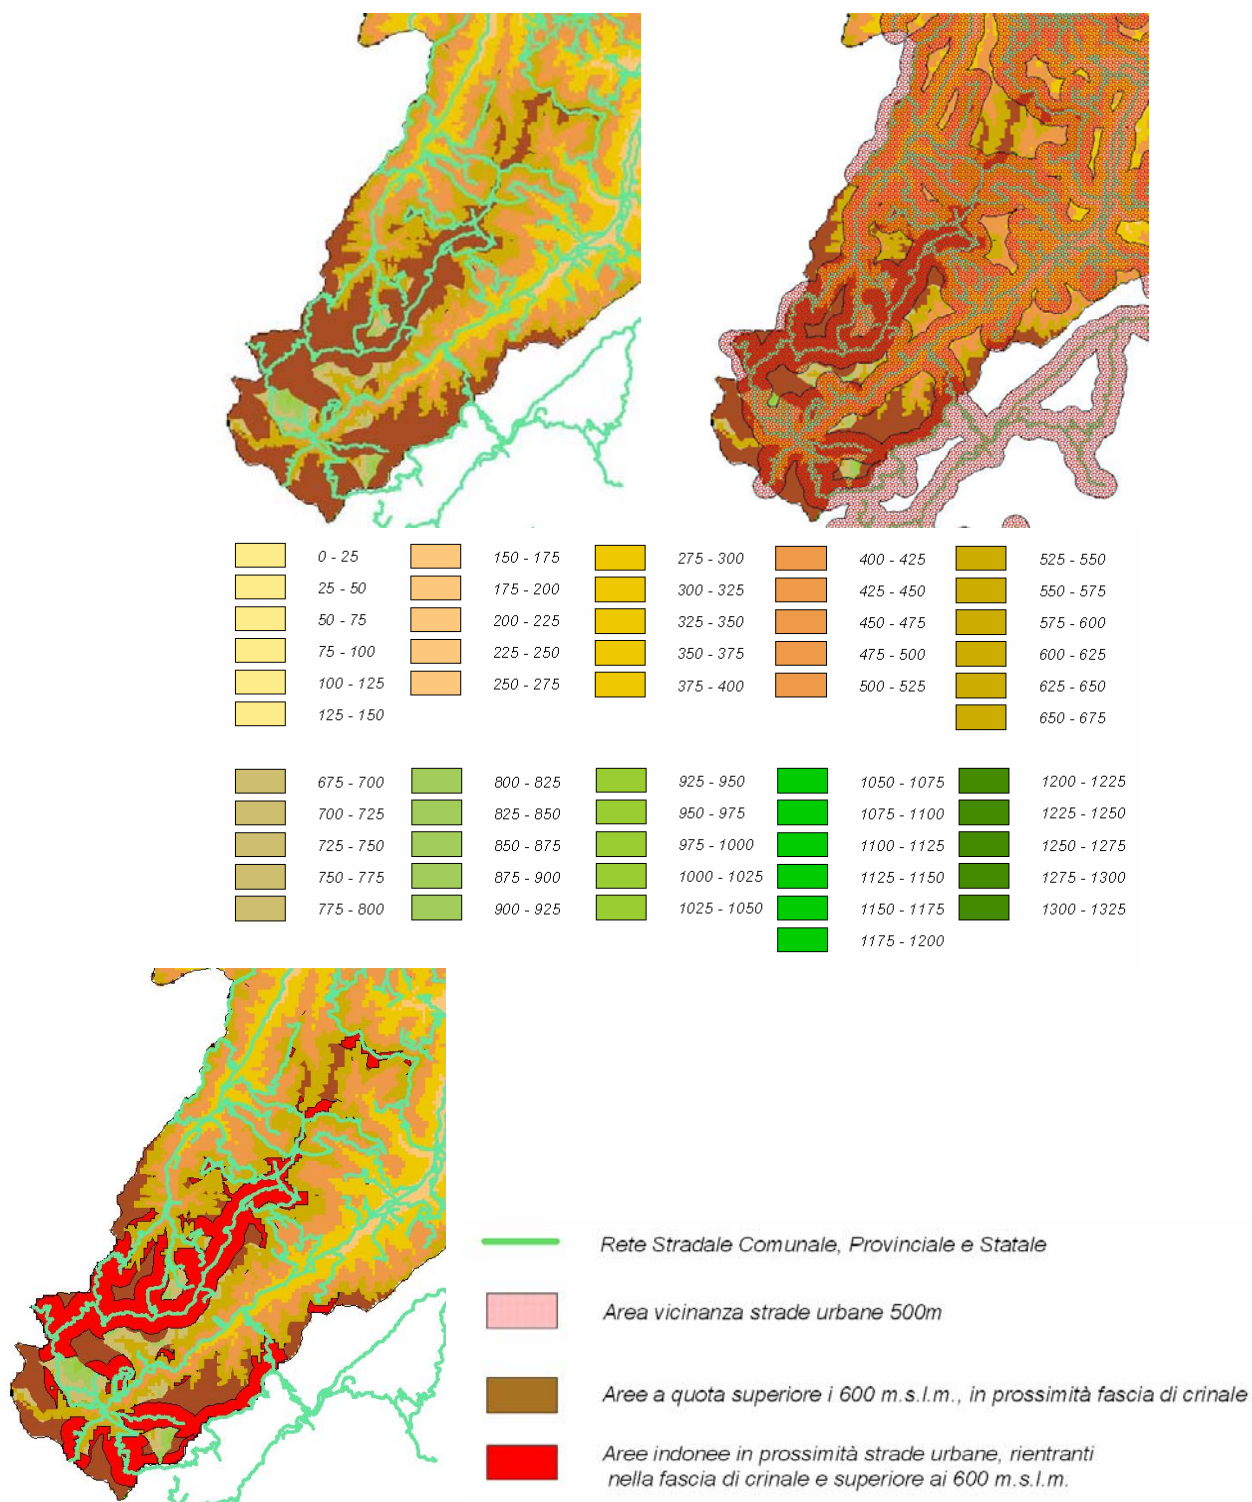 0 - 25
25 - 50
50 - 75
75 - 100
100 - 125
125 - 150
150 - 175
175 - 200
200 - 225
225 - 250
250 - 275
275 - 300
300 - 325
325 - 350
350 - 375
375 - 400
400 - 425
425 - 450
450 - 475
475 - 500
500 - 525
525 - 550
550 - 575
575 - 600
600 - 625
625 - 650
650 - 675
675 - 700
700 - 725
725 - 750
750 - 775
775 - 800
800 - 825
825 - 850
850 - 875
875 - 900
900 - 925
925 - 950
950 - 975
975 - 1000
1000 - 1025
1025 - 1050
1050 - 1075
1075 - 1100
1100 - 1125
1125 - 1150
1150 - 1175
1175 - 1200
1200 - 1225
1225 - 1250
1250 - 1275
1275 - 1300
1300 - 1325
Rete Stradale Comunale, Provinciale e Statale
Area vicinanza strade urbane 500m
Aree a quota superiore i 600 m.s.l.m., in prossimità fascia di crinale
Aree indonee in prossimità strade urbane, rientranti
nella fascia di crinale e superiore ai 600 m.s.l.m.